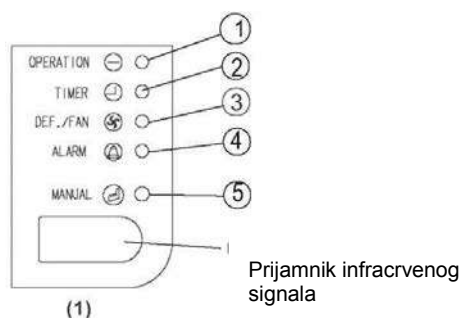 OPERATION 1
TIMER 2
DEF./FAN 3
ALARM 4
MANUAL 5
Prijamnik infracrvenog
signala
(1)